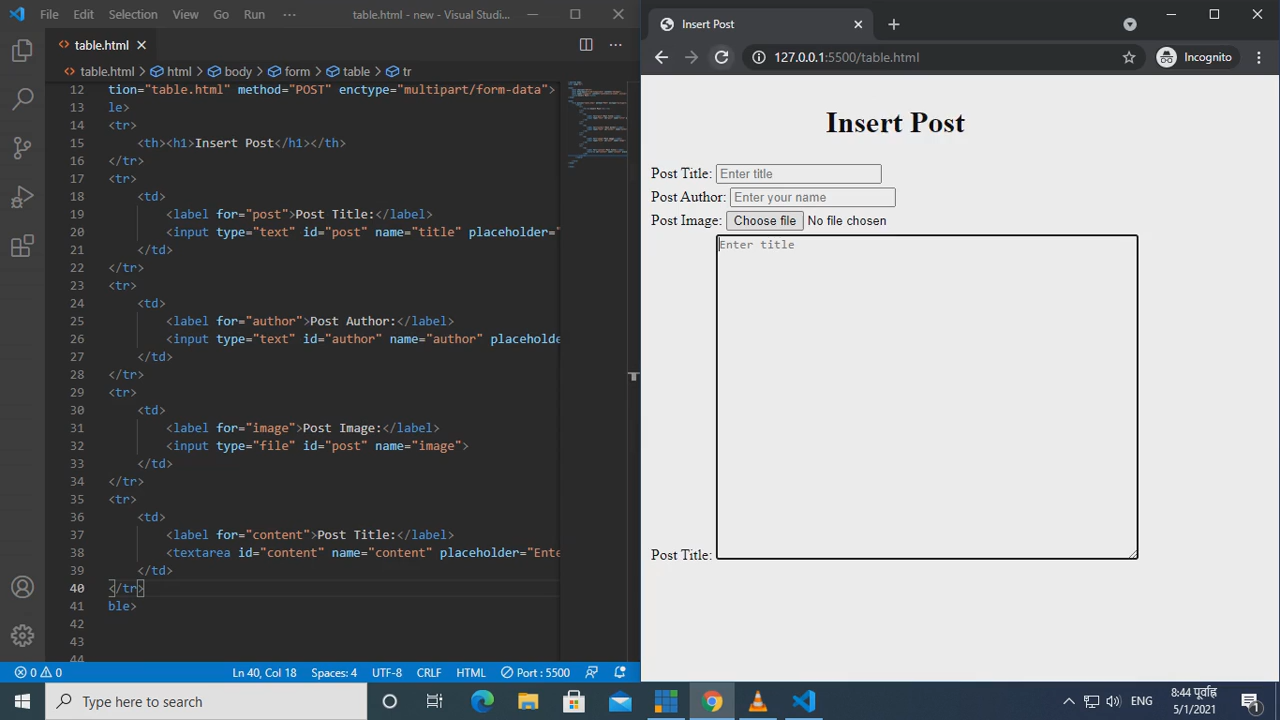 File Edit Selection View Go Run ··· table.html - new - Visual Studi...
table.html
table.html > html > body > form > table > tr
12 tion="table.html" method="POST" enctype="multipart/form-data">
13 le>
14 <tr>
15 <th><h1>Insert Post</h1></th>
16 </tr>
17 <tr>
18 <td>
19 <label for="post">Post Title:</label>
20 <input type="text" id="post" name="title" placeholder="
21 </td>
22 </tr>
23 <tr>
24 <td>
25 <label for="author">Post Author:</label>
26 <input type="text" id="author" name="author" placeholde
27 </td>
28 </tr>
29 <tr>
30 <td>
31 <label for="image">Post Image:</label>
32 <input type="file" id="post" name="image">
33 </td>
34 </tr>
35 <tr>
36 <td>
37 <label for="content">Post Title:</label>
38 <textarea id="content" name="content" placeholder="Ente
39 </td>
40 </tr>
41 ble>
42
43
44
0 0 Ln 40, Col 18 Spaces: 4 UTF-8 CRLF HTML Port : 5500
Insert Post
127.0.0.1:5500/table.html Incognito
Insert Post
Post Title: Enter title
Post Author: Enter your name
Post Image: Choose file No file chosen
Enter title
Post Title:
Type here to search
ENG
8:44 पूर्वाह्न
5/1/2021
1